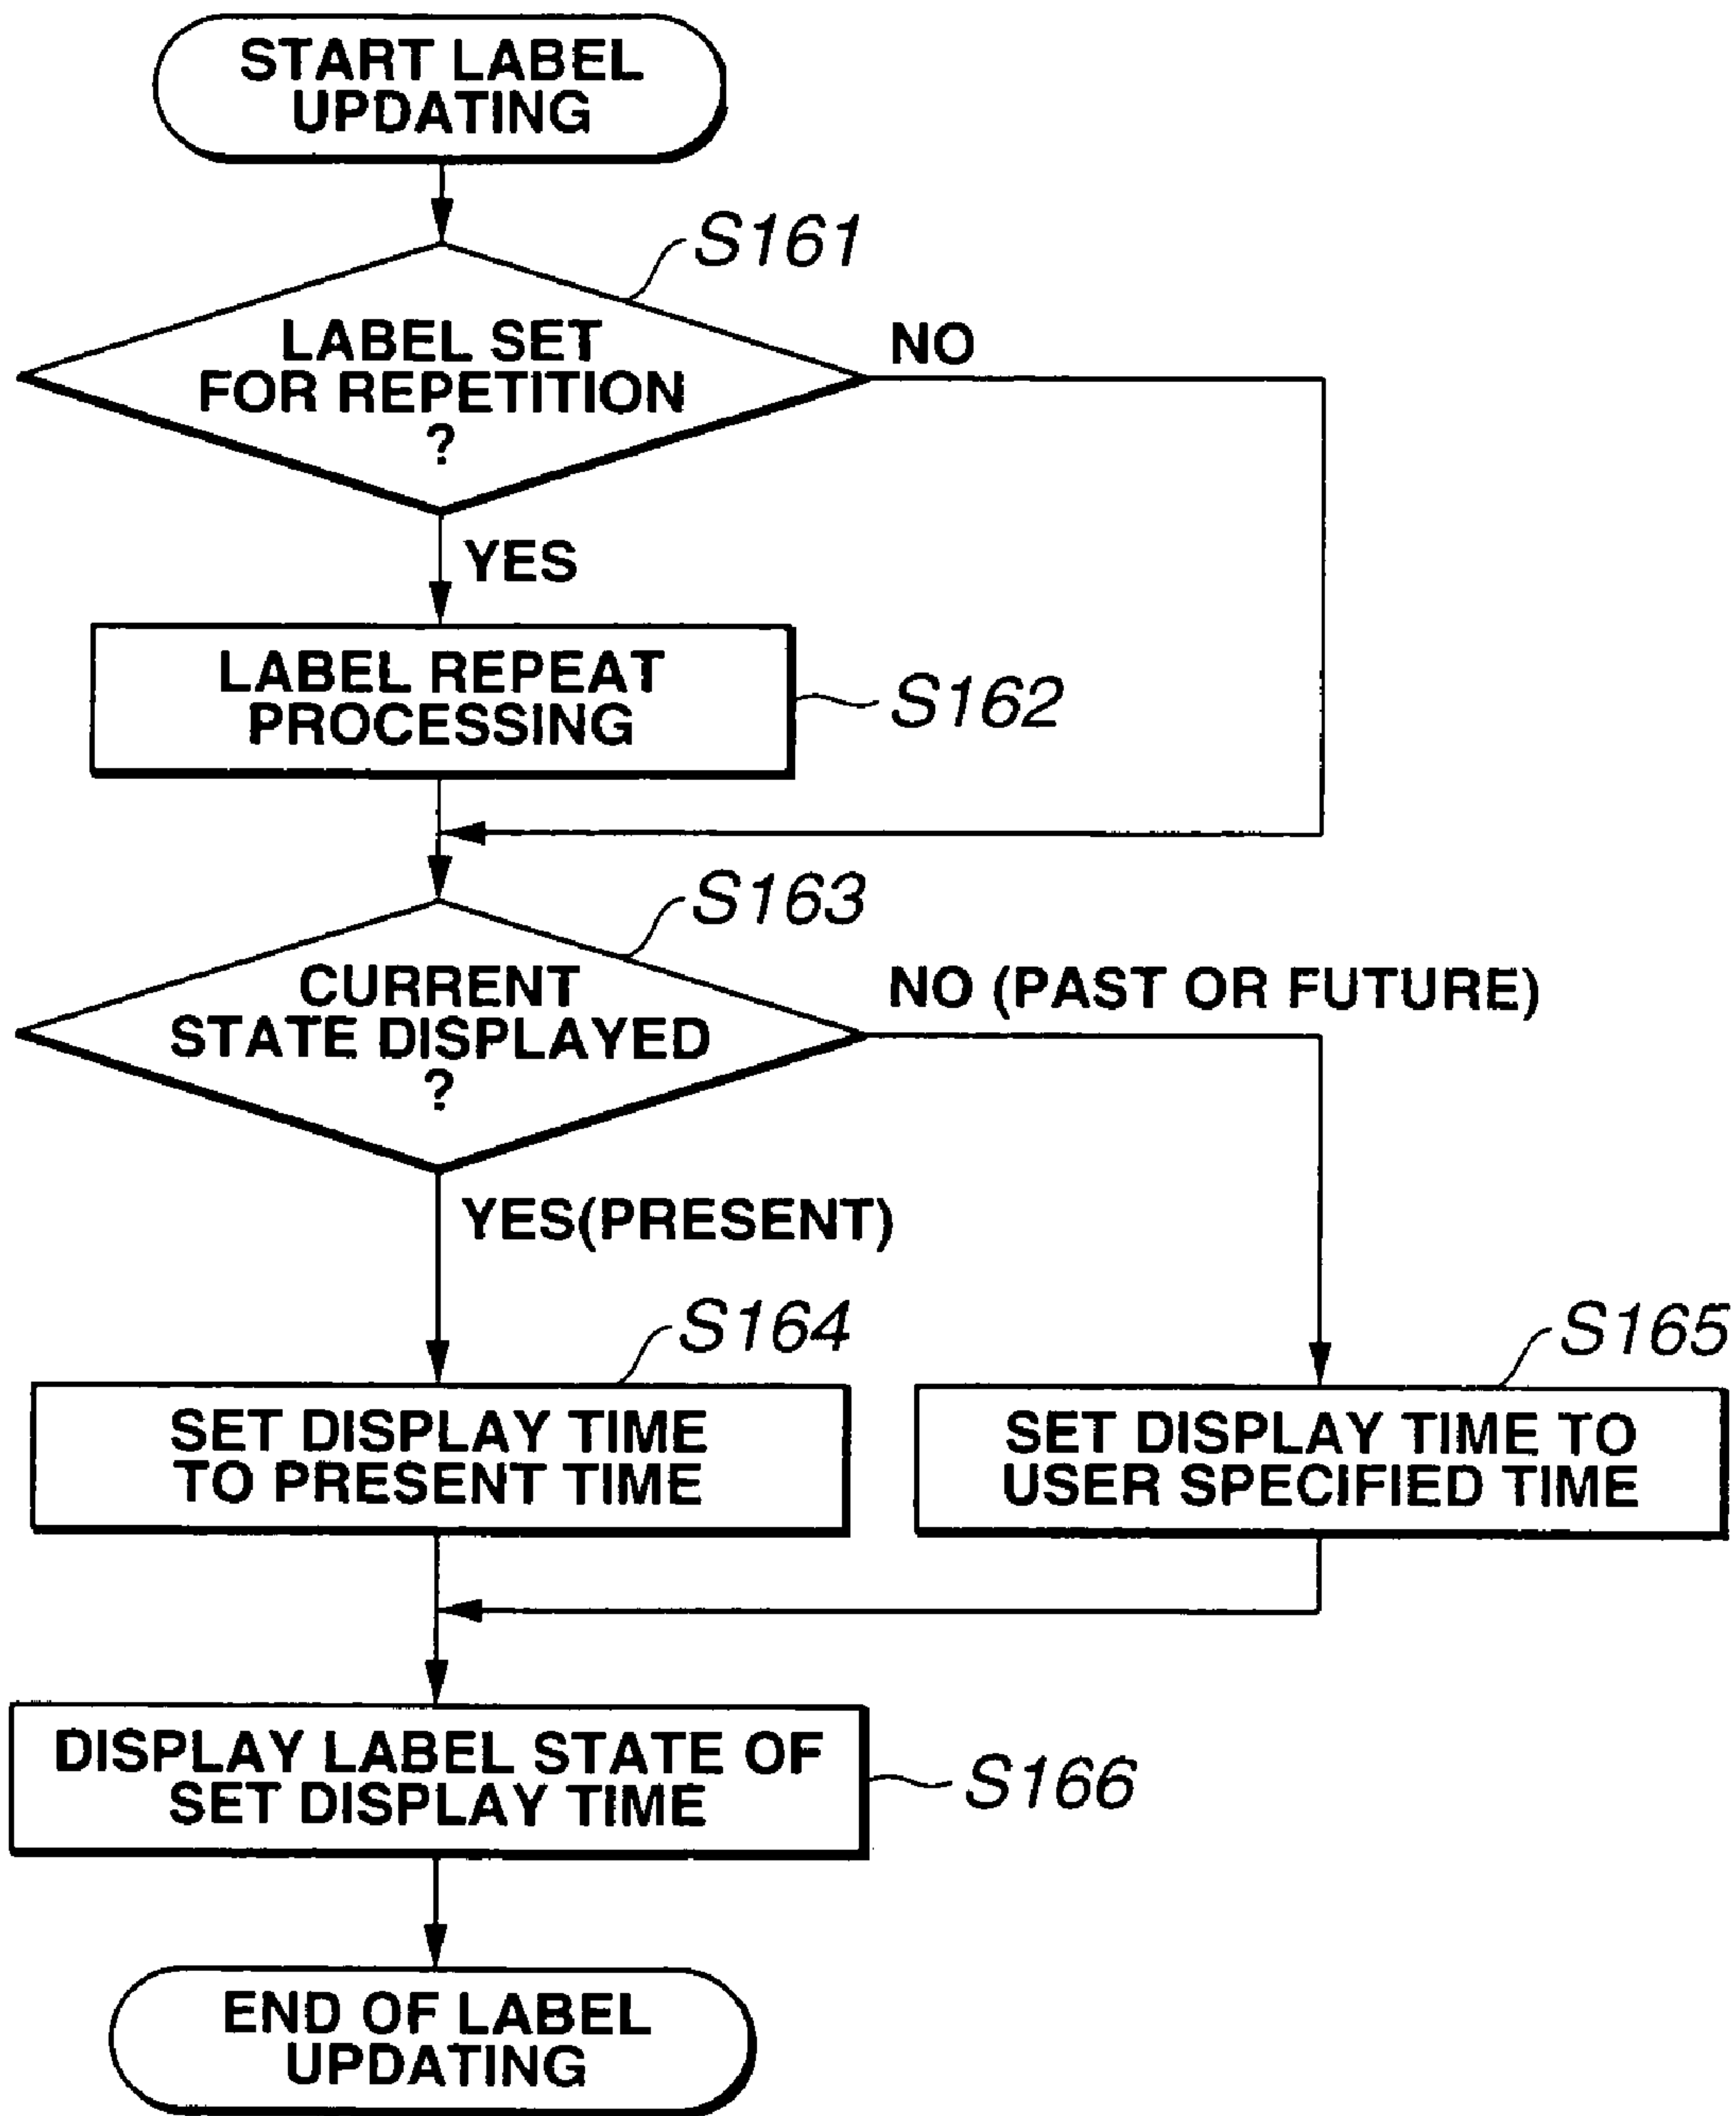 START LABEL
UPDATING
S161
LABEL SET
FOR REPETITION
?
NO
YES
LABEL REPEAT
PROCESSING
S162
S163
CURRENT
STATE DISPLAYED
?
NO (PAST OR FUTURE)
YES(PRESENT)
S164
S165
SET DISPLAY TIME
TO PRESENT TIME
SET DISPLAY TIME TO
USER SPECIFIED TIME
DISPLAY LABEL STATE OF
SET DISPLAY TIME
S166
END OF LABEL
UPDATING